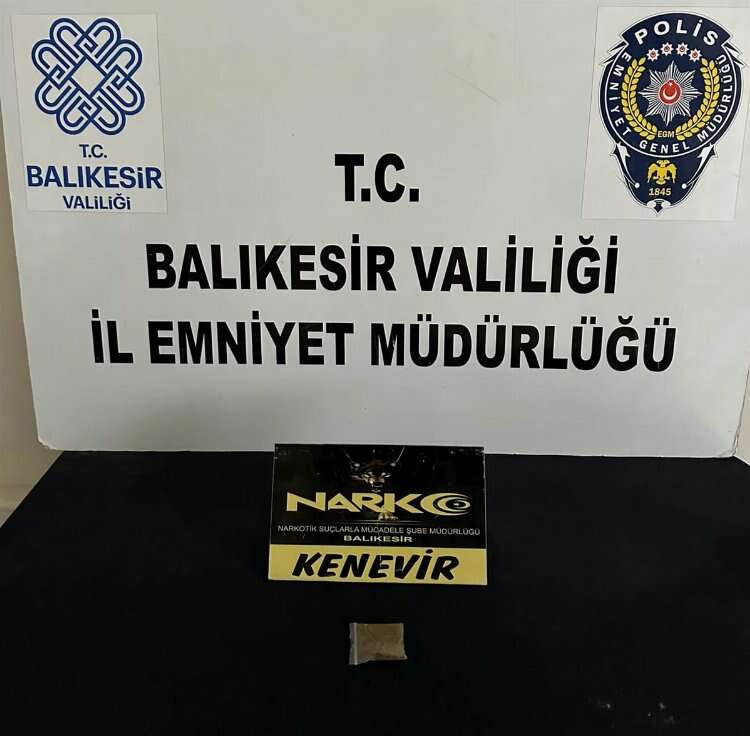 T.C.
BALIKESİR
VALİLİĞİ
POLİS
EMNİYET GENEL MÜDÜRLÜĞÜ
EGM
1845
T.C.
BALIKESİR VALİLİĞİ
İL EMNİYET MÜDÜRLÜĞÜ
NARKO
NARKOTİK SUÇLARLA MÜCADELE ŞUBE MÜDÜRLÜĞÜ
BALIKESİR
KENEVİR